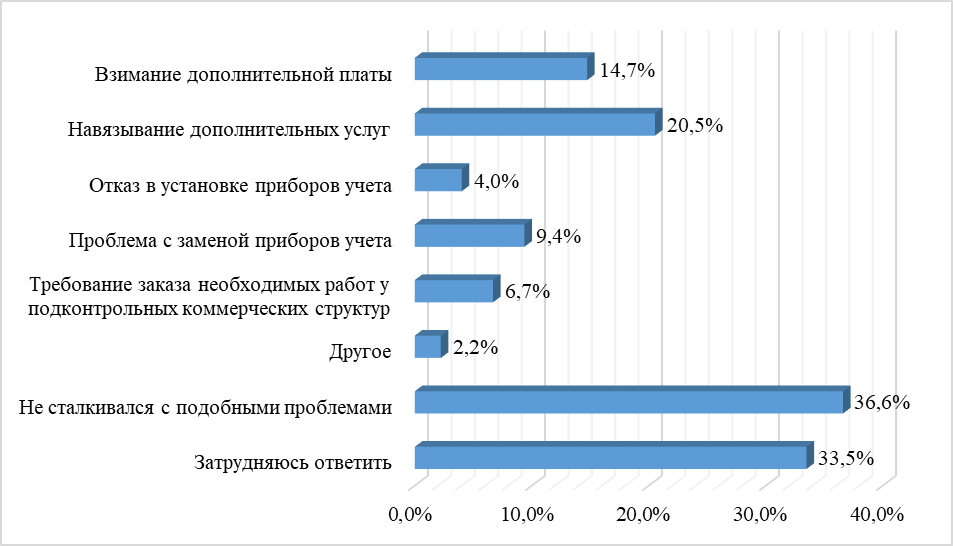 Взимание дополнительной платы
14,7%
Навязывание дополнительных услуг
20,5%
Отказ в установке приборов учета
4,0%
Проблема с заменой приборов учета
9,4%
Требование заказа необходимых работ у
подконтрольных коммерческих структур
6,7%
Другое
2,2%
Не сталкивался с подобными проблемами
36,6%
Затрудняюсь ответить
33,5%
0,0%
10,0%
20,0%
30,0%
40,0%